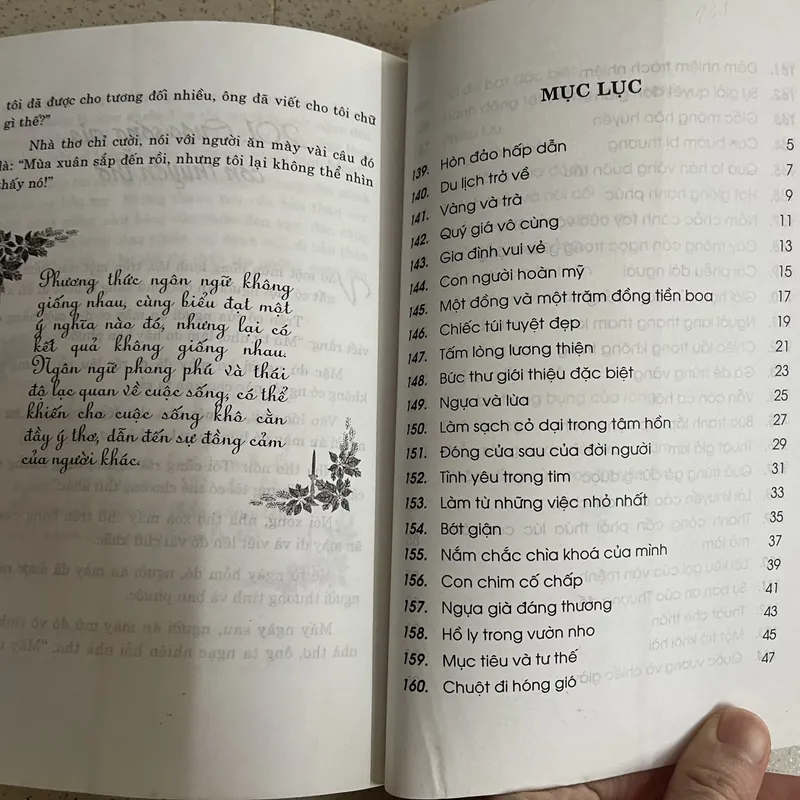 tôi đã được cho tương đối nhiều, ông đã viết cho tôi chữ
gì thế?”
Nhà thơ chỉ cười, nói với người ăn mày vài câu đó
là: “Mùa xuân sắp đến rồi, nhưng tôi lại không thể nhìn
thấy nó!”
Phương thức ngôn ngữ không
giống nhau, cùng biểu đạt một
ý nghĩa nào đó, nhưng lại có
kết quả không giống nhau.
Ngôn ngữ phong phú và thái
độ lạc quan về cuộc sống, có thể
khiến cho cuộc sống khô cằn
đầy ý thơ, dẫn đến sự đồng cảm
của người khác.
MỤC LỤC
139. Hòn đảo hấp dẫn 5
140. Du lịch trở về 7
141. Vàng và trà 9
142. Quý giá vô cùng 11
143. Gia đình vui vẻ 13
144. Con người hoàn mỹ 15
145. Một đồng và một trăm đồng tiền boa 17
146. Chiếc túi tuyệt đẹp 19
147. Tấm lòng lương thiện 21
148. Bức thư giới thiệu đặc biệt 23
149. Ngựa và lừa 25
150. Làm sạch cỏ dại trong tâm hồn 27
151. Đóng cửa sau của đời người 29
152. Tình yêu trong tim 31
153. Làm từ những việc nhỏ nhất 33
154. Bớt giận 35
155. Nắm chắc chìa khoá của mình 37
156. Con chim cố chấp 39
157. Ngựa già đáng thương 41
158. Hồ ly trong vườn nho 43
159. Mục tiêu và tư thế 45
160. Chuột đi hóng gió 47